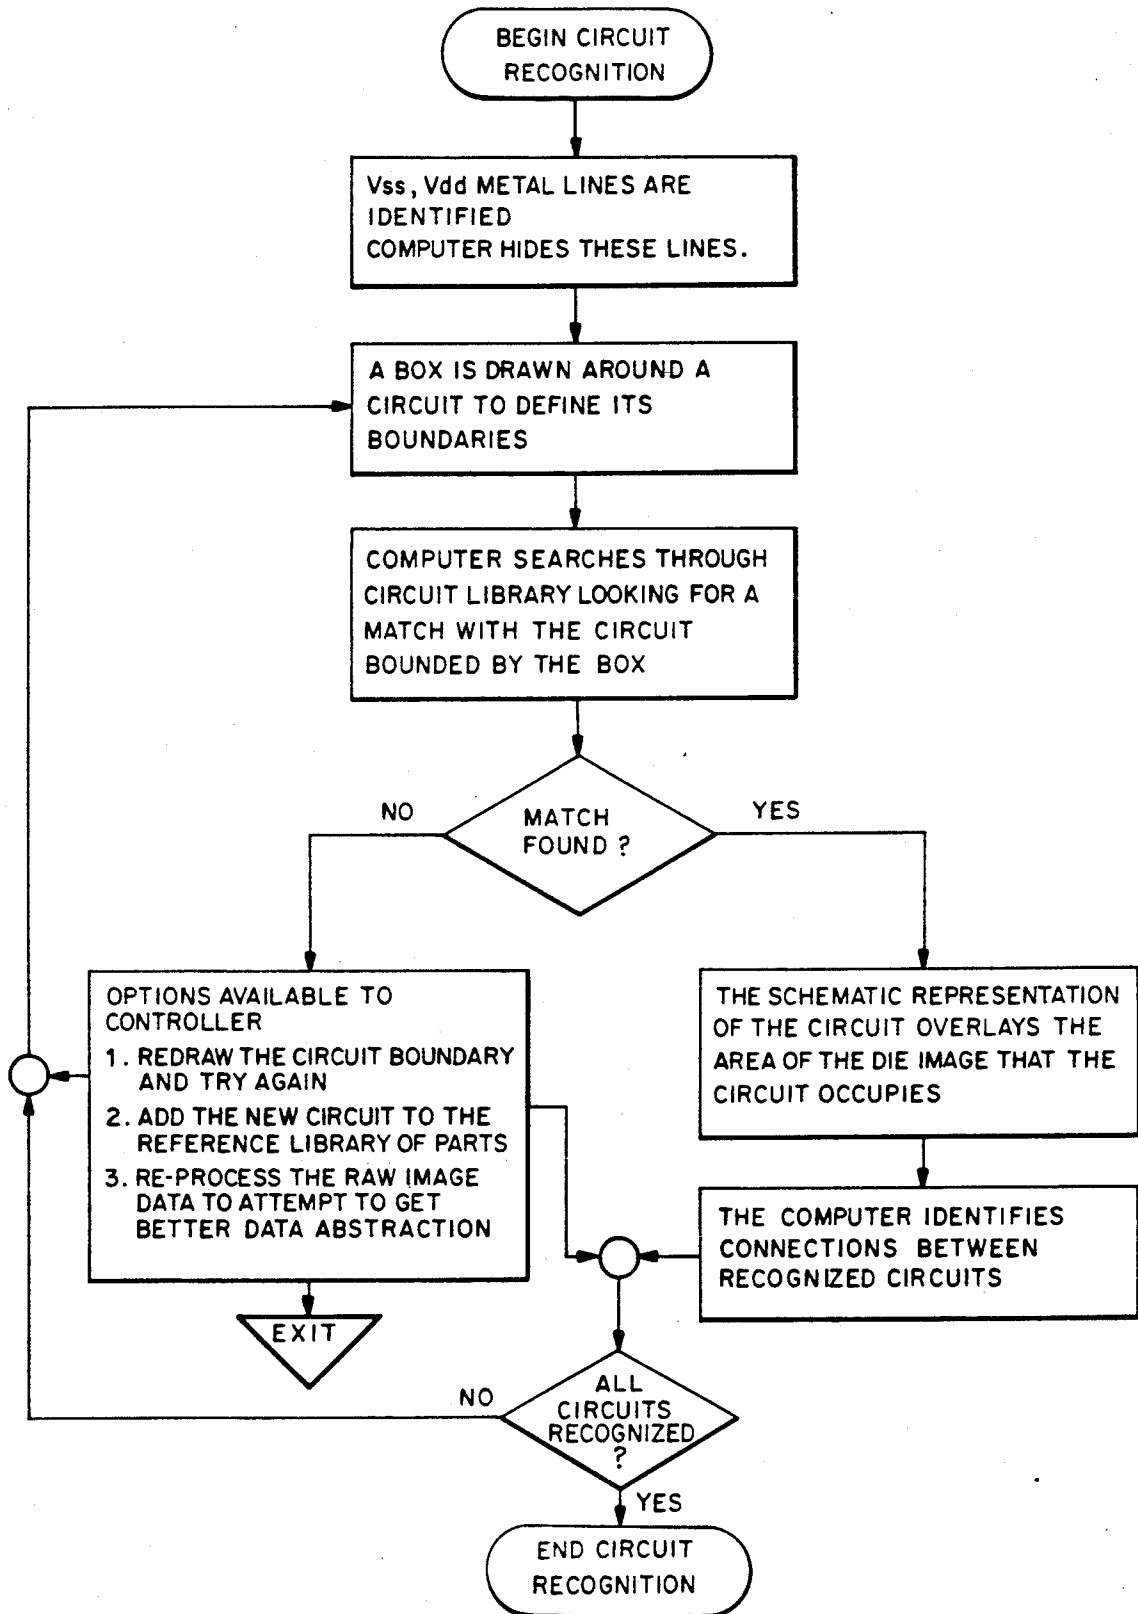 BEGIN CIRCUIT
RECOGNITION
Vss, Vdd METAL LINES ARE
IDENTIFIED
COMPUTER HIDES THESE LINES.
A BOX IS DRAWN AROUND A
CIRCUIT TO DEFINE ITS
BOUNDARIES
COMPUTER SEARCHES THROUGH
CIRCUIT LIBRARY LOOKING FOR A
MATCH WITH THE CIRCUIT
BOUNDED BY THE BOX
NO
MATCH
FOUND ?
YES
OPTIONS AVAILABLE TO
CONTROLLER
1. REDRAW THE CIRCUIT BOUNDARY
AND TRY AGAIN
2. ADD THE NEW CIRCUIT TO THE
REFERENCE LIBRARY OF PARTS
3. RE-PROCESS THE RAW IMAGE
DATA TO ATTEMPT TO GET
BETTER DATA ABSTRACTION
THE SCHEMATIC REPRESENTATION
OF THE CIRCUIT OVERLAYS THE
AREA OF THE DIE IMAGE THAT THE
CIRCUIT OCCUPIES
THE COMPUTER IDENTIFIES
CONNECTIONS BETWEEN
RECOGNIZED CIRCUITS
EXIT
NO
ALL
CIRCUITS
RECOGNIZED
?
YES
END CIRCUIT
RECOGNITION